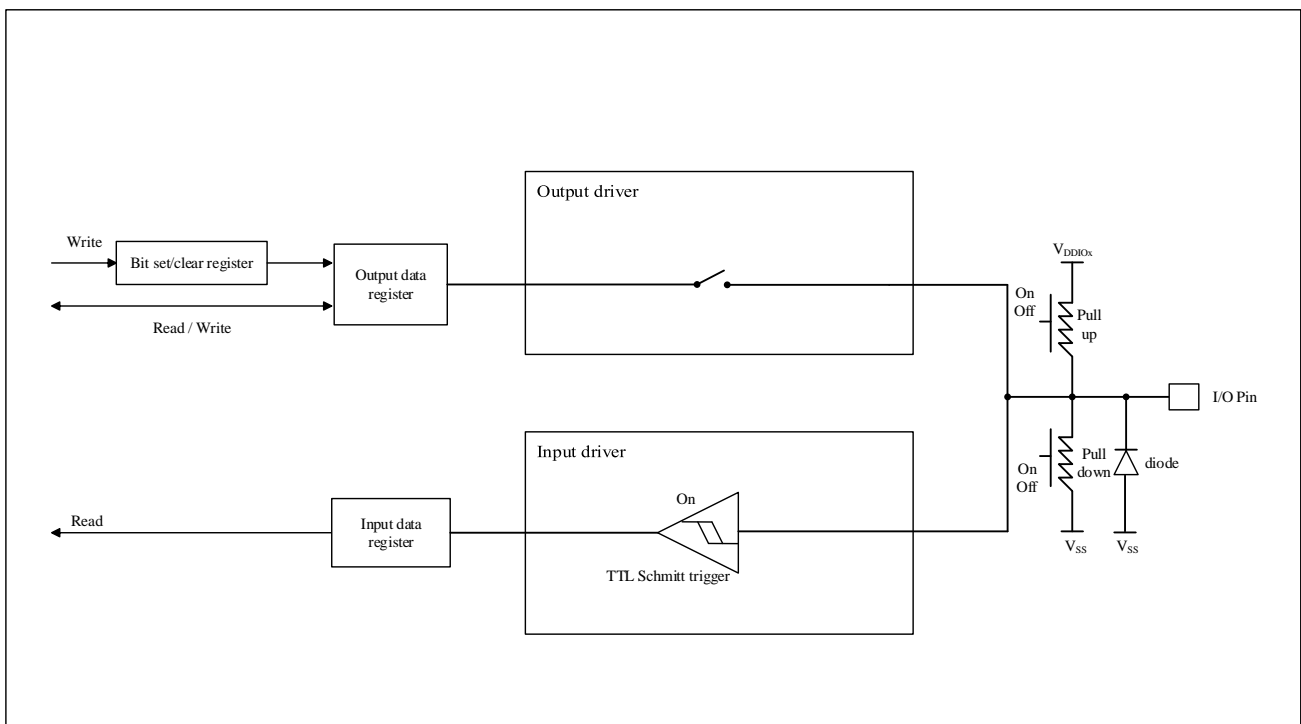 Output driver
Write
Bit set/clear register
Output data
register
Read / Write
V_DDIOx
On
Off
Pull
up
I/O Pin
Input driver
On
Off
Pull
down
diode
V_SS
V_SS
On
TTL Schmitt trigger
Read
Input data
register